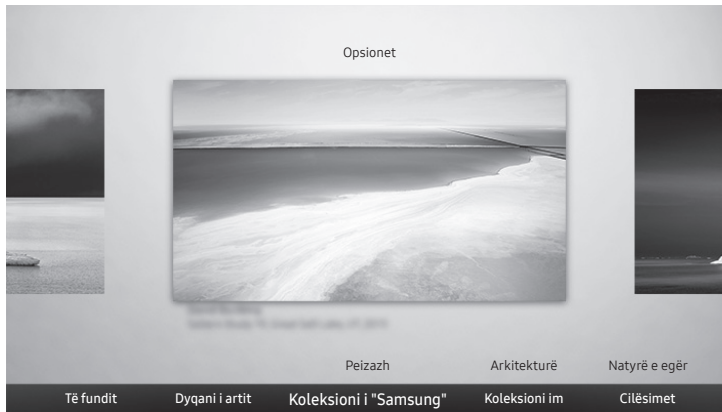 Opsionet
Peizazh Arkitekturë Natyrë e egër
Të fundit Dyqani i artit Koleksioni i "Samsung" Koleksioni im Cilësimet